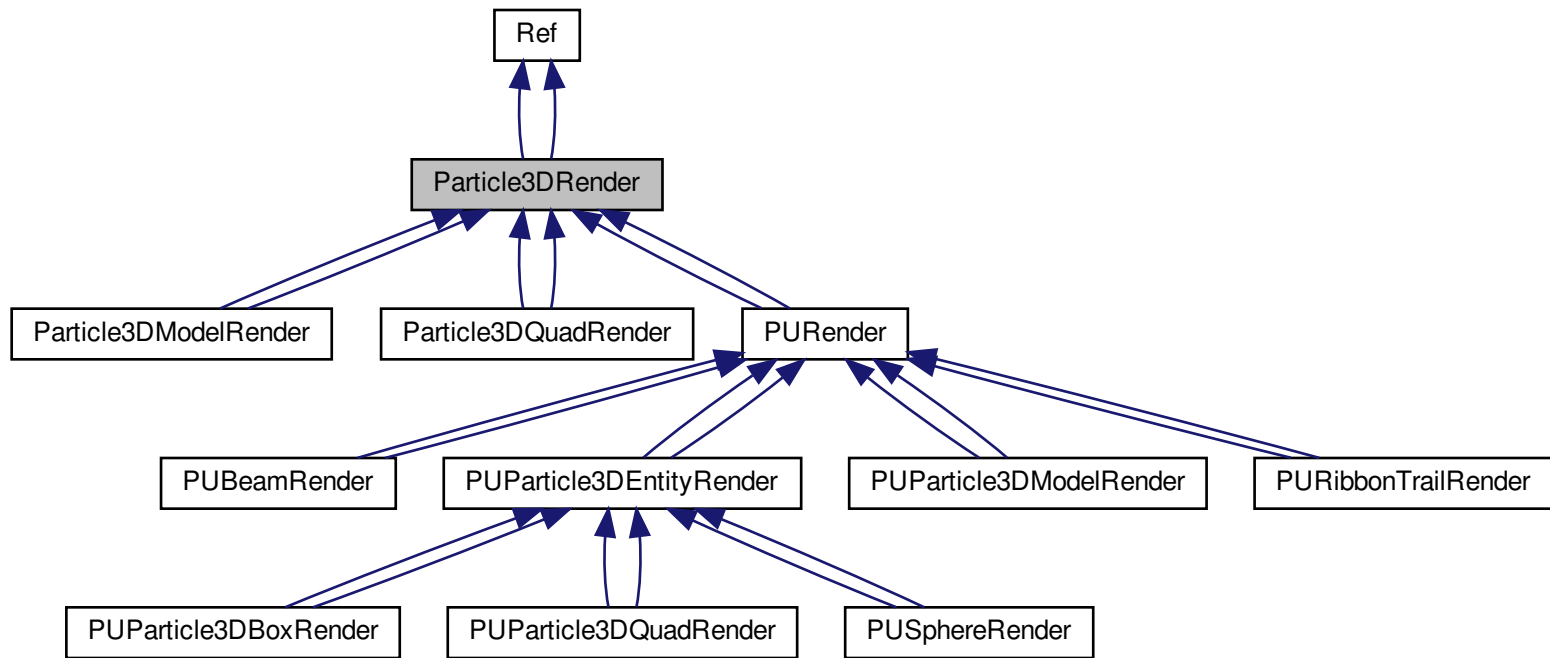 Ref
Particle3DRender
Particle3DModelRender
Particle3DQuadRender
PURender
PUBeamRender
PUParticle3DEntityRender
PUParticle3DModelRender
PURibbonTrailRender
PUParticle3DBoxRender
PUParticle3DQuadRender
PUSphereRender